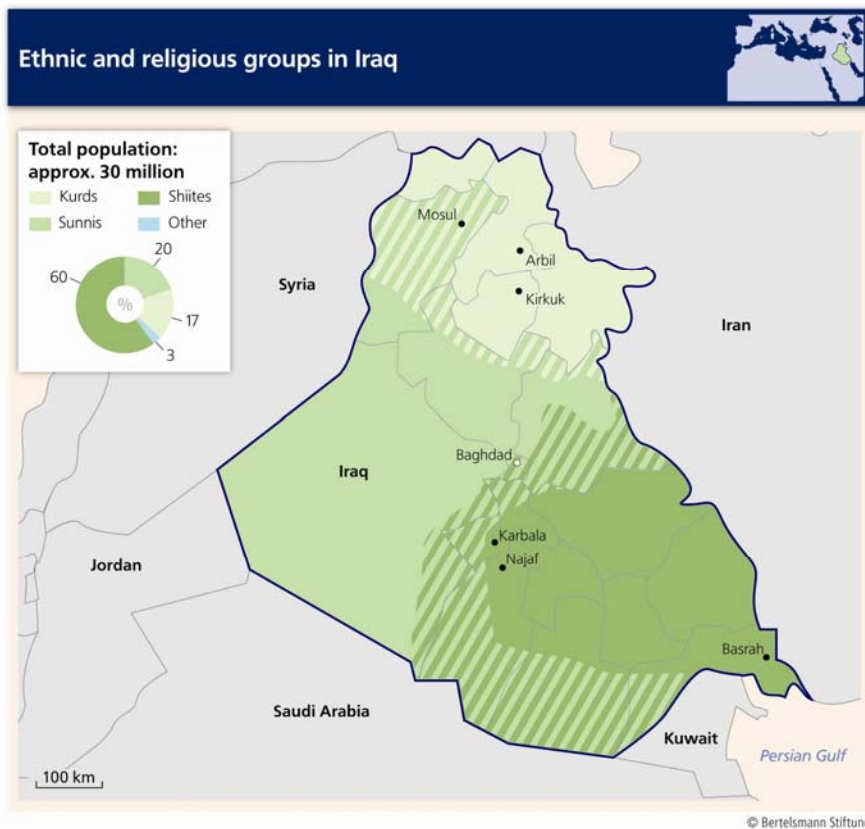 Ethnic and religious groups in Iraq
Total population:
approx. 30 million
Kurds
Shiites
Sunnis
Other
20
60
%
17
3
Mosul
Arbil
Syria
Kirkuk
Iran
Baghdad
Iraq
Karbala
Najaf
Jordan
Basrah
Saudi Arabia
Kuwait
Persian Gulf
100 km
© Bertelsmann Stiftun